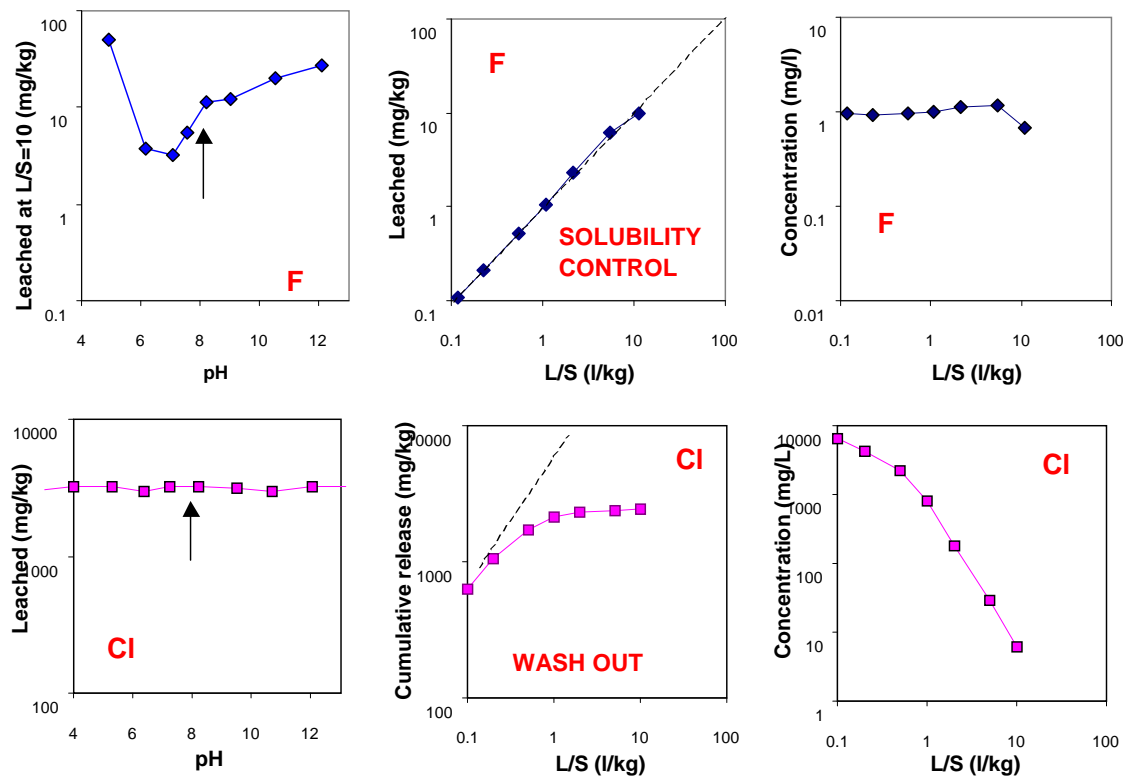 Leached at L/S=10 (mg/kg)
100
10
1
0.1
4 6 8 10 12
pH
F
Leached (mg/kg)
100
10
1
0.1
0.1 1 10 100
L/S (l/kg)
F
SOLUBILITY
CONTROL
Concentration (mg/l)
10
1
0.1
0.01
0.1 1 10 100
L/S (l/kg)
F
Leached (mg/kg)
10000
1000
100
4 6 8 10 12
pH
Cl
Cumulative release (mg/kg)
10000
1000
100
0.1 1 10 100
L/S (l/kg)
Cl
WASH OUT
Concentration (mg/L)
10000
1000
100
10
1
0.1 1 10 100
L/S (l/kg)
Cl